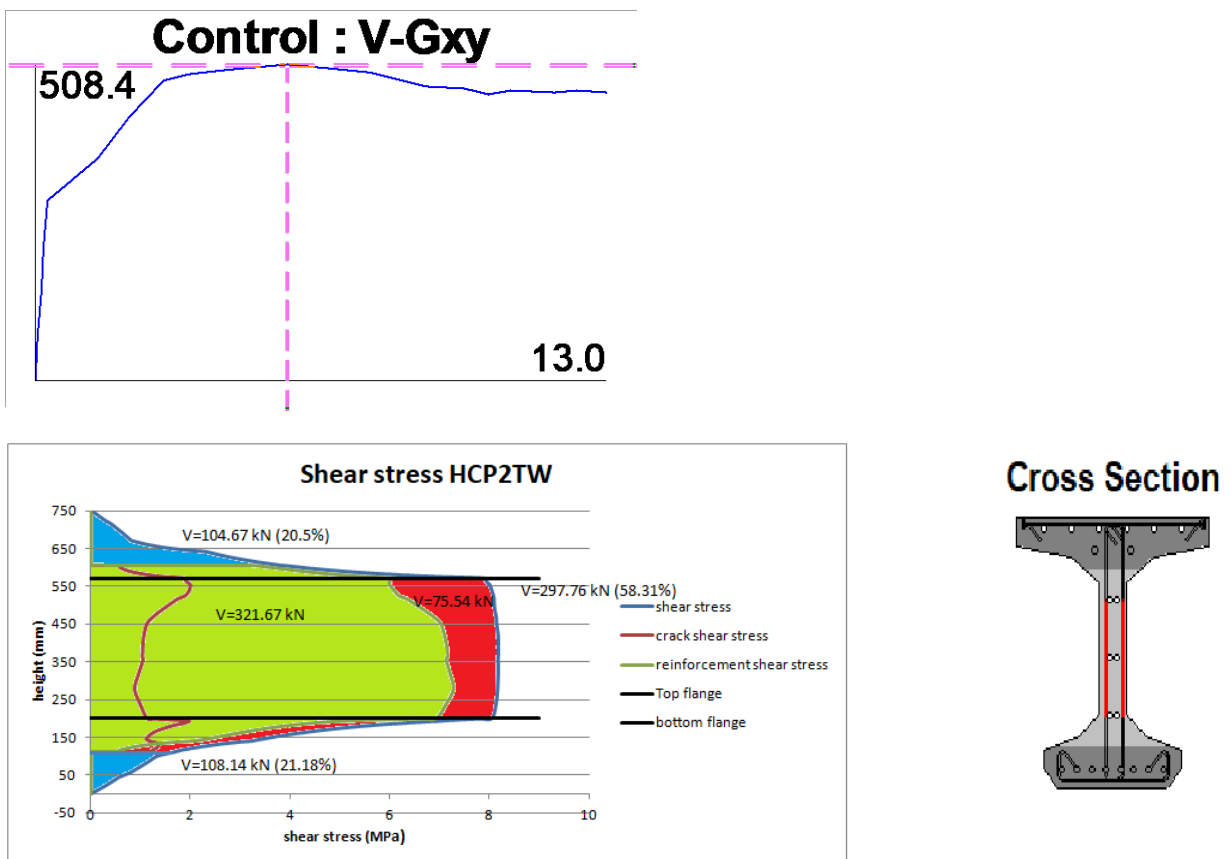 Control : V-Gxy
508.4
13.0
Shear stress HCP2TW
750
650
550
450
350
250
150
50
-50
height (mm)
V=104.67 kN (20.5%)
V=297.76 kN (58.31%)
V=75.54 kN
V=321.67 kN
V=108.14 kN (21.18%)
0 2 4 6 8 10
shear stress (MPa)
shear stress
crack shear stress
reinforcement shear stress
Top flange
bottom flange
Cross Section